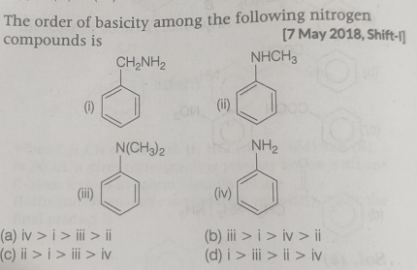 The order of basicity among the following nitrogen
compounds is
[7 May 2018, Shift-I]
CH₂NH₂
NHCH₃
(i)
(ii)
N(CH₃)₂
NH₂
(iii)
(iv)
(a) iv > i > iii > ii
(b) iii > i > iv > ii
(c) ii > i > iii > iv
(d) i > iii > ii > iv